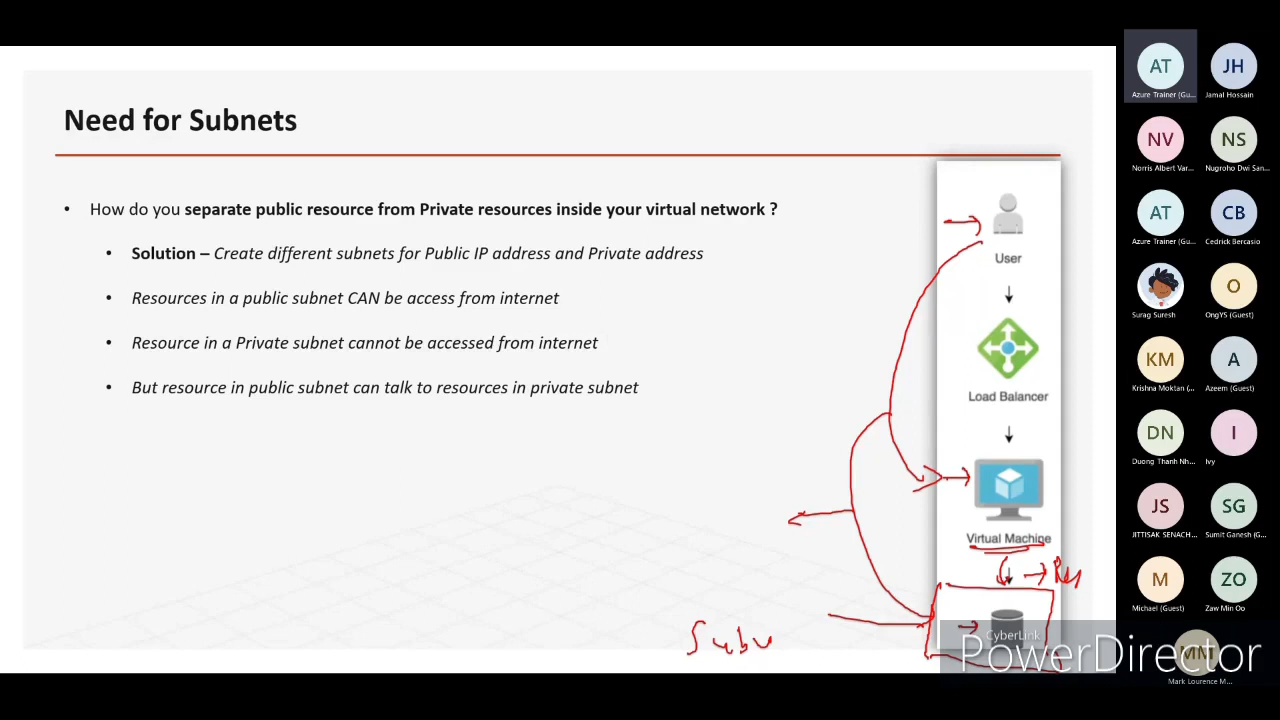 Need for Subnets
• How do you separate public resource from Private resources inside your virtual network ?
• Solution – Create different subnets for Public IP address and Private address
• Resources in a public subnet CAN be access from internet
• Resource in a Private subnet cannot be accessed from internet
• But resource in public subnet can talk to resources in private subnet
User
Load Balancer
Virtual Machine
Subn
CyberLink
PowerDirector
AT
Azure Trainer (Gu...
JH
Jamal Hossain
NV
Norris Albert Var...
NS
Nugroho Dwi San...
AT
Azure Trainer (Gu...
CB
Cedrick Bercasio
Surag Suresh
O
OngYS (Guest)
KM
Krishna Moktan (...
A
Azeem (Guest)
DN
Duong Thanh Nh...
I
Ivy
JS
JITTISAK SENACH...
SG
Sumit Ganesh (G...
M
Michael (Guest)
ZO
Zaw Min Oo
MM
Mark Lourence M...